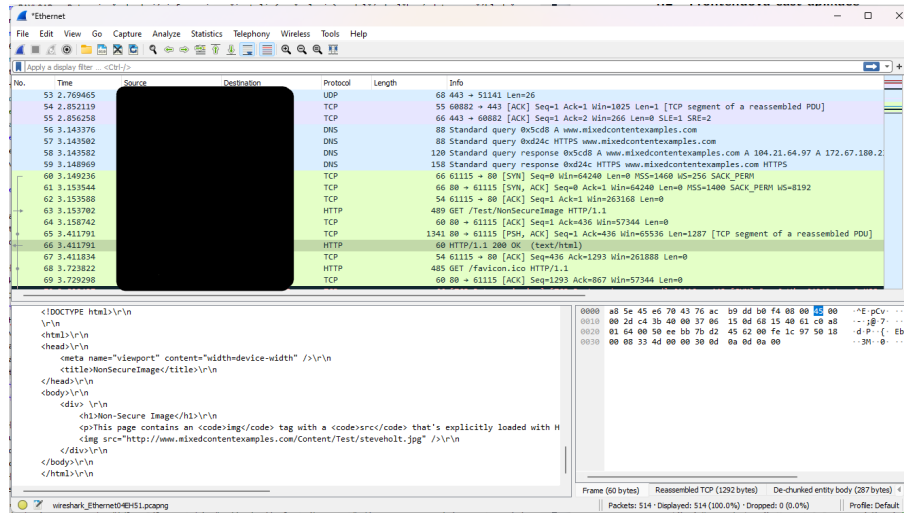 *Ethernet
File Edit View Go Capture Analyze Statistics Telephony Wireless Tools Help
Apply a display filter ... <Ctrl-/>
No. Time Source Destination Protocol Length Info
53 2.769465 UDP 68 443 → 51141 Len=26
54 2.852119 TCP 55 60882 → 443 [ACK] Seq=1 Ack=1 Win=1025 Len=1 [TCP segment of a reassembled PDU]
55 2.856258 TCP 66 443 → 60882 [ACK] Seq=1 Ack=2 Win=266 Len=0 SLE=1 SRE=2
56 3.143376 DNS 88 Standard query 0x5cd8 A www.mixedcontentexamples.com
57 3.143502 DNS 88 Standard query 0xd24c HTTPS www.mixedcontentexamples.com
58 3.143582 DNS 120 Standard query response 0x5cd8 A www.mixedcontentexamples.com A 104.21.64.97 A 172.67.180.2
59 3.148969 DNS 158 Standard query response 0xd24c HTTPS www.mixedcontentexamples.com HTTPS
60 3.149236 TCP 66 61115 → 80 [SYN] Seq=0 Win=64240 Len=0 MSS=1460 WS=256 SACK_PERM
61 3.153544 TCP 66 80 → 61115 [SYN, ACK] Seq=0 Ack=1 Win=64240 Len=0 MSS=1400 SACK_PERM WS=8192
62 3.153588 TCP 54 61115 → 80 [ACK] Seq=1 Ack=1 Win=263168 Len=0
63 3.153702 HTTP 489 GET /Test/NonSecureImage HTTP/1.1
64 3.158742 TCP 60 80 → 61115 [ACK] Seq=1 Ack=436 Win=57344 Len=0
65 3.411791 TCP 1341 80 → 61115 [PSH, ACK] Seq=1 Ack=436 Win=65536 Len=1287 [TCP segment of a reassembled PDU]
66 3.411791 HTTP 60 HTTP/1.1 200 OK (text/html)
67 3.411834 TCP 54 61115 → 80 [ACK] Seq=436 Ack=1293 Win=261888 Len=0
68 3.723822 HTTP 485 GET /favicon.ico HTTP/1.1
69 3.729298 TCP 60 80 → 61115 [ACK] Seq=1293 Ack=867 Win=57344 Len=0
<!DOCTYPE html>\r\n
\r\n
<html>\r\n
<head>\r\n
<meta name="viewport" content="width=device-width" />\r\n
<title>NonSecureImage</title>\r\n
</head>\r\n
<body>\r\n
<div> \r\n
<h1>Non-Secure Image</h1>\r\n
<p>This page contains an <code>img</code> tag with a <code>src</code> that's explicitly loaded with H
<img src="http://www.mixedcontentexamples.com/Content/Test/steveholt.jpg" />\r\n
</div>\r\n
</body>\r\n
</html>\r\n
0000 a8 5e 45 e6 70 43 76 ac b9 dd b0 f4 08 00 45 00 ·^E·pCv· ··
0010 00 2d c4 3b 40 00 37 06 15 0d 68 15 40 61 c0 a8 ·-·;@·7· ··
0020 01 64 00 50 ee bb 7b d2 45 62 00 fe 1c 97 50 18 ·d·P··{· Eb
0030 00 08 33 4d 00 00 30 0d 0a 0d 0a 00 ··3M··0· ··
Frame (60 bytes) Reassembled TCP (1292 bytes) De-chunked entity body (287 bytes)
wireshark_Ethernet04EH51.pcapng Packets: 514 · Displayed: 514 (100.0%) · Dropped: 0 (0.0%) Profile: Default